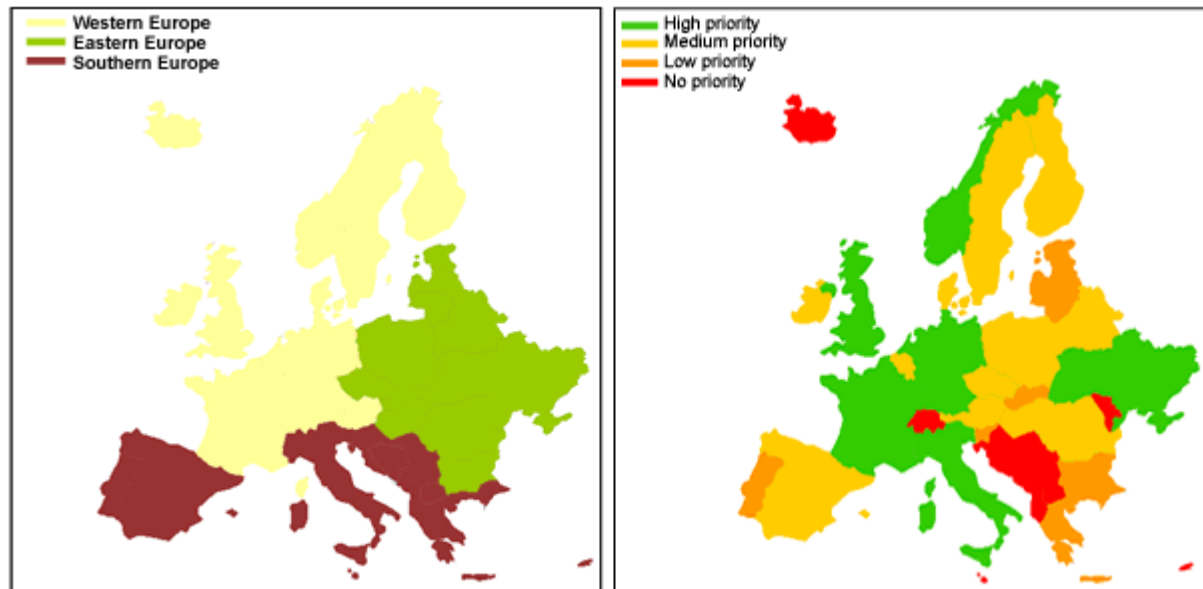 Western Europe
Eastern Europe
Southern Europe
High priority
Medium priority
Low priority
No priority